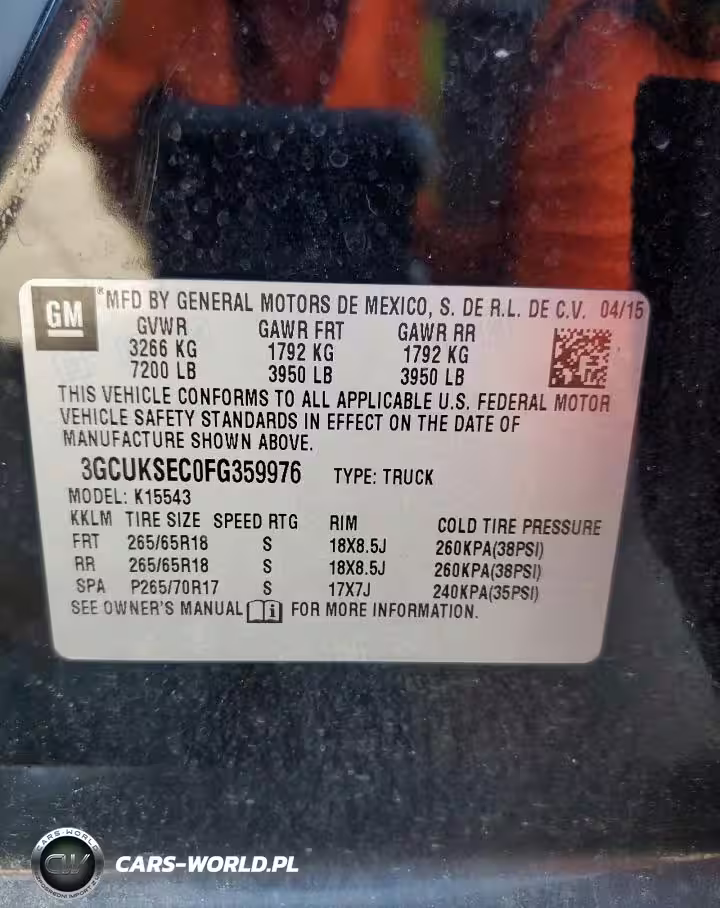 GM
®MFD BY GENERAL MOTORS DE MEXICO, S. DE R.L. DE C.V. 04/15
GVWR GAWR FRT GAWR RR
3266 KG 1792 KG 1792 KG
7200 LB 3950 LB 3950 LB
THIS VEHICLE CONFORMS TO ALL APPLICABLE U.S. FEDERAL MOTOR
VEHICLE SAFETY STANDARDS IN EFFECT ON THE DATE OF
MANUFACTURE SHOWN ABOVE.
3GCUKSEC0FG359976 TYPE: TRUCK
MODEL: K15543
KKLM TIRE SIZE SPEED RTG RIM COLD TIRE PRESSURE
FRT 265/65R18 S 18X8.5J 260KPA(38PSI)
RR 265/65R18 S 18X8.5J 260KPA(38PSI)
SPA P265/70R17 S 17X7J 240KPA(35PSI)
SEE OWNER'S MANUAL FOR MORE INFORMATION.
CARS-WORLD.PL
CW
CARS-WORLD.PL